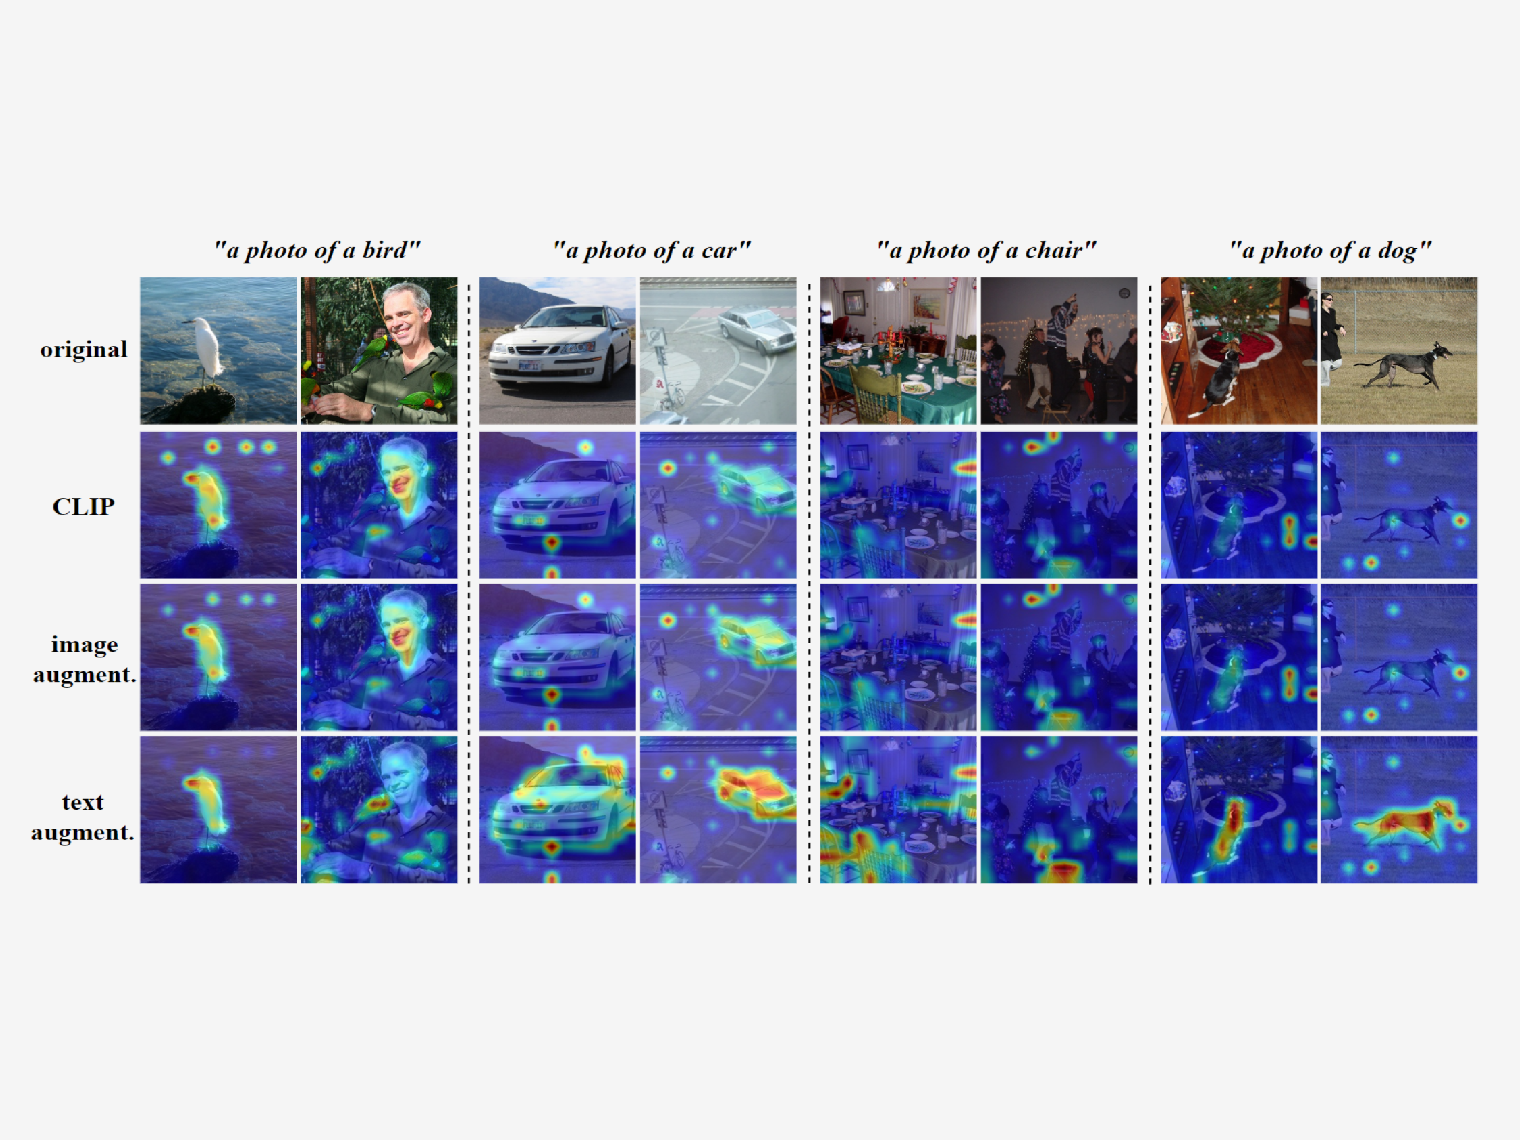 "a photo of a bird" "a photo of a car" "a photo of a chair" "a photo of a dog"
original
CLIP
image
augment.
text
augment.